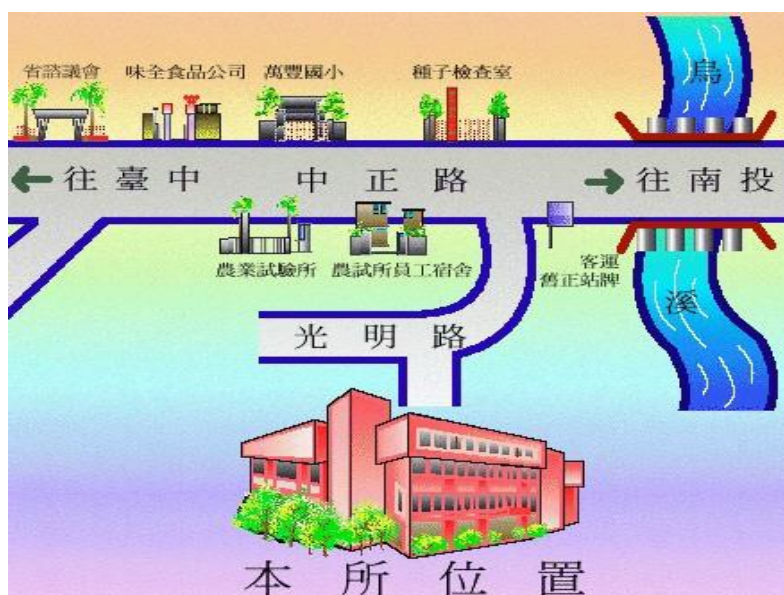 省諮議會 味全食品公司 萬豐國小 種子檢查室
烏
←往臺中 中正路 →往南投
農業試驗所 農試所員工宿舍
客運
舊正站牌
溪
光明路
本所位置